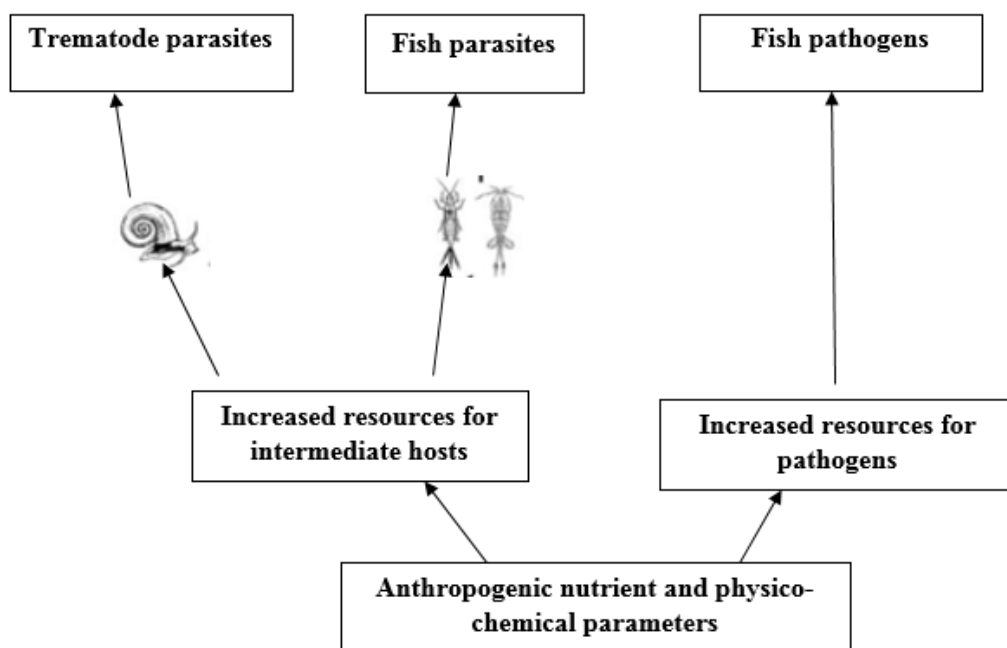 Trematode parasites
Fish parasites
Fish pathogens
Increased resources for
intermediate hosts
Increased resources for
pathogens
Anthropogenic nutrient and physico-
chemical parameters